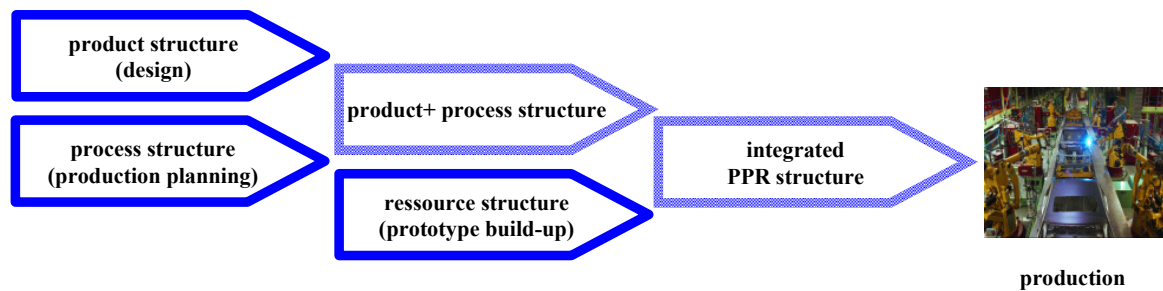 product structure
(design)
process structure
(production planning)
product+ process structure
ressource structure
(prototype build-up)
integrated
PPR structure
production